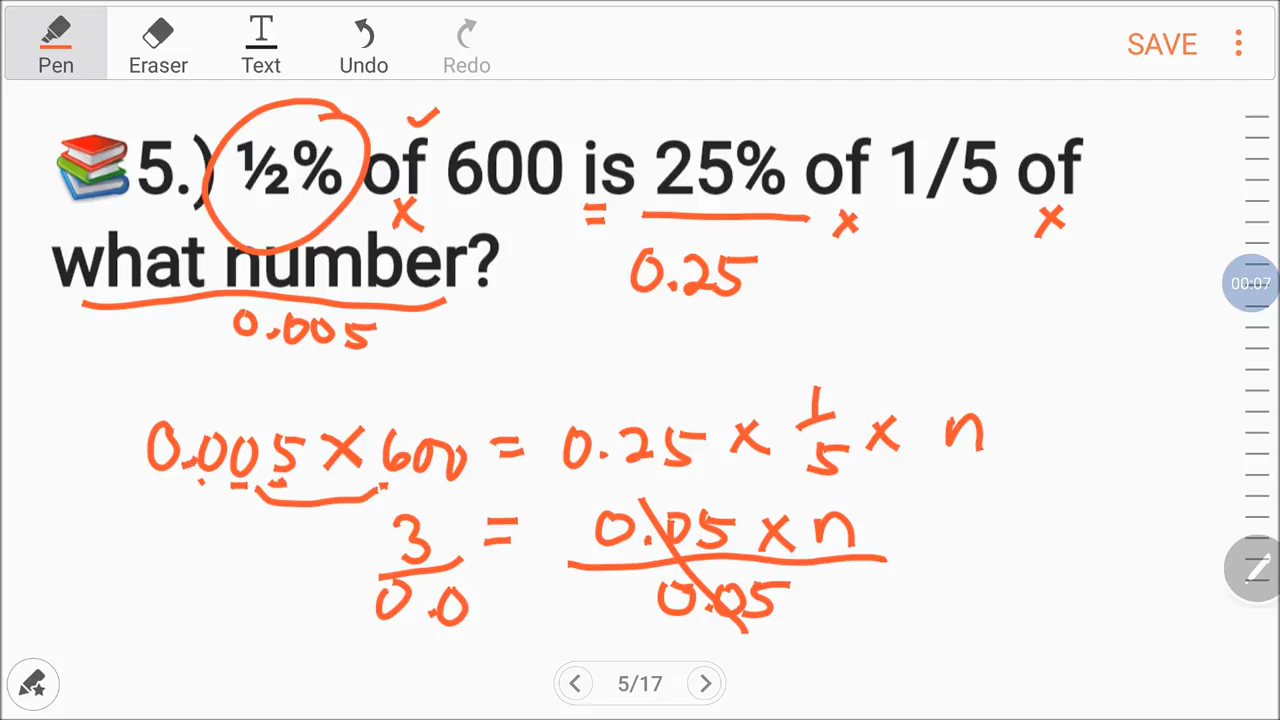 Pen Eraser Text Undo Redo SAVE
5.) ½% of 600 is 25% of 1/5 of
× = × ×
what number?
0.25
0.005
00:07
0.005 × 600 = 0.25 × 1/5 × n
3/0.0 = 0.05 × n/0.05
5/17